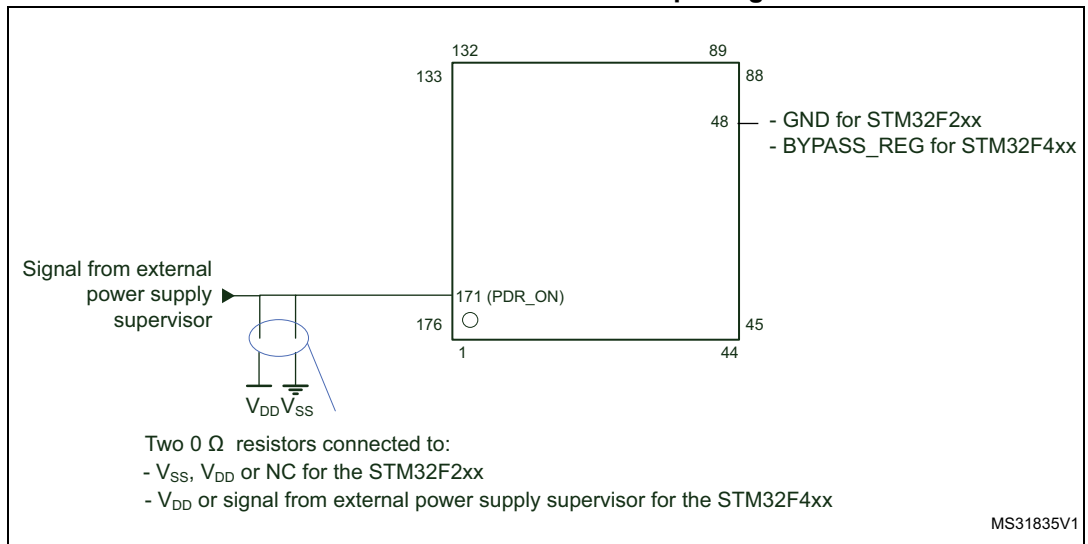 132 89
133 88
48 - GND for STM32F2xx
- BYPASS_REG for STM32F4xx
Signal from external
power supply
supervisor
171 (PDR_ON)
176 45
1 44
VDD VSS
Two 0 Ω resistors connected to:
- VSS, VDD or NC for the STM32F2xx
- VDD or signal from external power supply supervisor for the STM32F4xx
MS31835V1